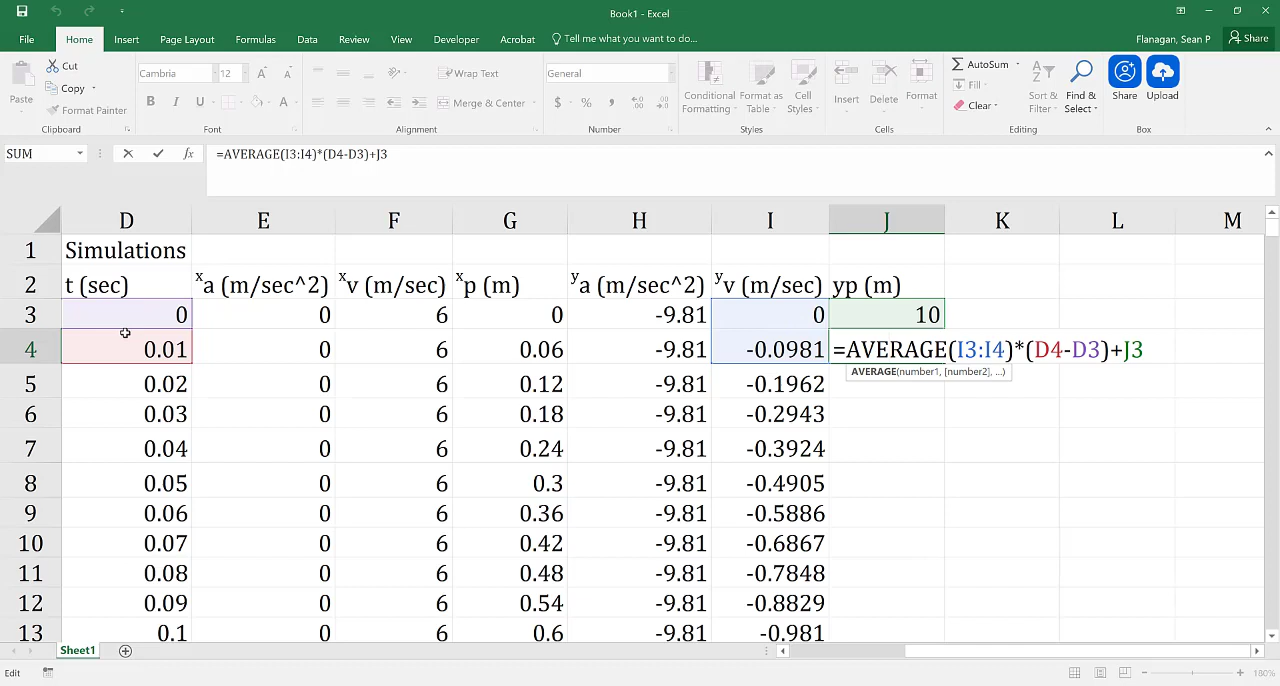 Book1 - Excel
File Home Insert Page Layout Formulas Data Review View Developer Acrobat Tell me what you want to do... Flanagan, Sean P Share
Paste Cut Copy Format Painter
Clipboard
Cambria 12 A A
B I U A
Font
Wrap Text
Merge & Center
Alignment
General
$ % , .0 .00
Number
Conditional Formatting Format as Table Cell Styles
Styles
Insert Delete Format
Cells
AutoSum Fill Clear Sort & Filter Find & Select
Editing
Share Upload
Box
SUM fx =AVERAGE(I3:I4)*(D4-D3)+J3
D E F G H I J K L M
1 Simulations
2 t (sec) xa (m/sec^2) xv (m/sec) xp (m) ya (m/sec^2) yv (m/sec) yp (m)
3 0 0 6 0 -9.81 0 10
4 0.01 0 6 0.06 -9.81 -0.0981 =AVERAGE(I3:I4)*(D4-D3)+J3
AVERAGE(number1, [number2], ...)
5 0.02 0 6 0.12 -9.81 -0.1962
6 0.03 0 6 0.18 -9.81 -0.2943
7 0.04 0 6 0.24 -9.81 -0.3924
8 0.05 0 6 0.3 -9.81 -0.4905
9 0.06 0 6 0.36 -9.81 -0.5886
10 0.07 0 6 0.42 -9.81 -0.6867
11 0.08 0 6 0.48 -9.81 -0.7848
12 0.09 0 6 0.54 -9.81 -0.8829
13 0.1 0 6 0.6 -9.81 -0.981
Sheet1
Edit 180%